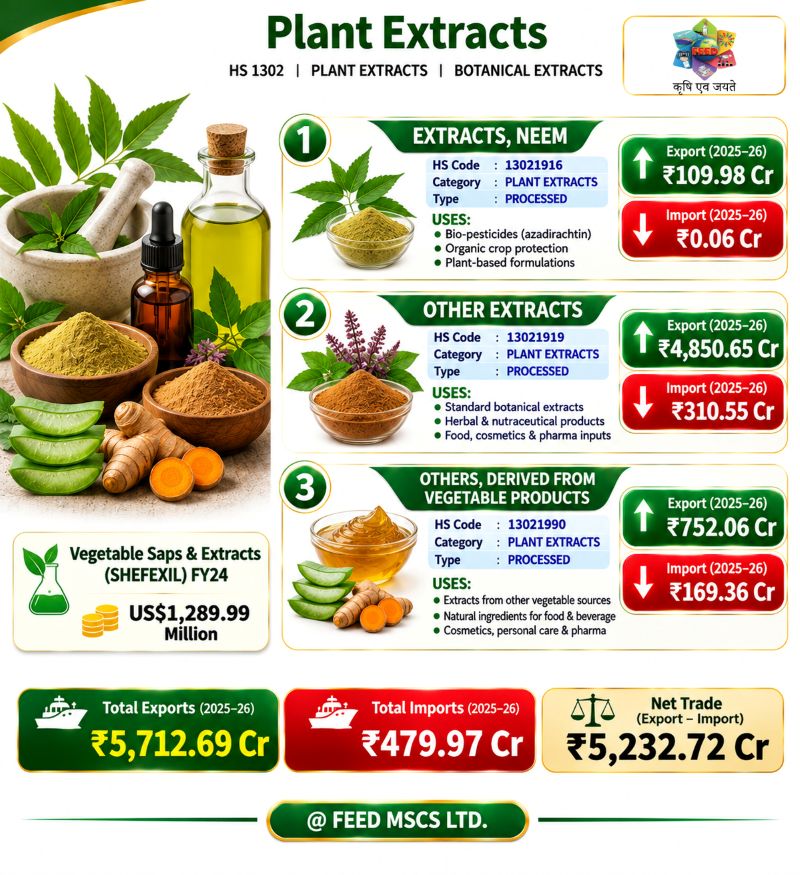 Plant Extracts
HS 1302 | PLANT EXTRACTS | BOTANICAL EXTRACTS
FEED
कृषि एव जयते
1
EXTRACTS, NEEM
HS Code : 13021916
Category : PLANT EXTRACTS
Type : PROCESSED
USES:
• Bio-pesticides (azadirachtin)
• Organic crop protection
• Plant-based formulations
Export (2025–26)
₹109.98 Cr
Import (2025–26)
₹0.06 Cr
2
OTHER EXTRACTS
HS Code : 13021919
Category : PLANT EXTRACTS
Type : PROCESSED
USES:
• Standard botanical extracts
• Herbal & nutraceutical products
• Food, cosmetics & pharma inputs
Export (2025–26)
₹4,850.65 Cr
Import (2025–26)
₹310.55 Cr
3
OTHERS, DERIVED FROM
VEGETABLE PRODUCTS
HS Code : 13021990
Category : PLANT EXTRACTS
Type : PROCESSED
USES:
• Extracts from other vegetable sources
• Natural ingredients for food & beverage
• Cosmetics, personal care & pharma
Export (2025–26)
₹752.06 Cr
Import (2025–26)
₹169.36 Cr
Vegetable Saps & Extracts
(SHEFEXIL) FY24
US$1,289.99
Million
Total Exports (2025–26)
₹5,712.69 Cr
Total Imports (2025–26)
₹479.97 Cr
Net Trade
(Export – Import)
₹5,232.72 Cr
@ FEED MSCS LTD.